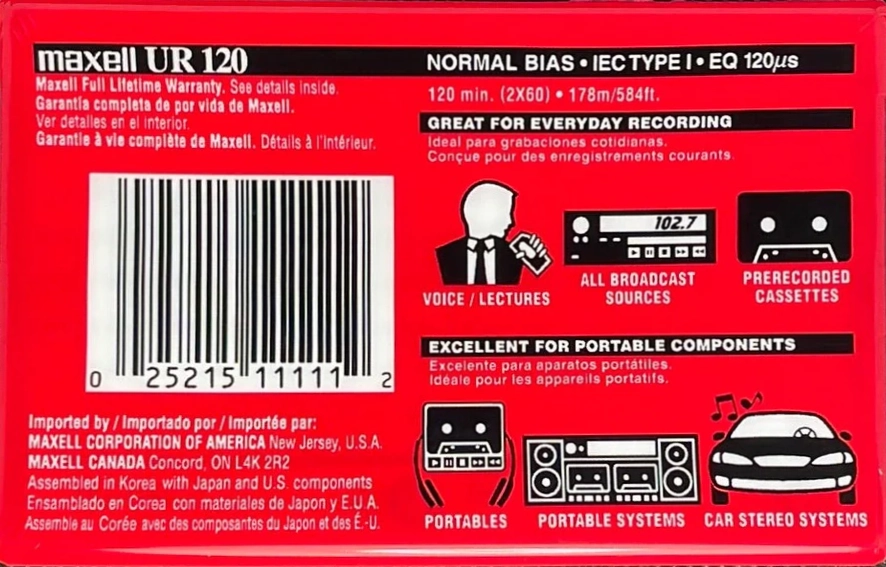 maxell UR 120
Maxell Full Lifetime Warranty. See details inside.
Garantía completa de por vida de Maxell.
Ver detalles en el interior.
Garantie à vie complète de Maxell. Détails à l'intérieur.
0 25215 11111 2
Imported by / Importado por / Importée par:
MAXELL CORPORATION OF AMERICA New Jersey, U.S.A.
MAXELL CANADA Concord, ON L4K 2R2
Assembled in Korea with Japan and U.S. components
Ensamblado en Corea con materiales de Japon y E.U.A.
Assemble au Corée avec des composantes du Japon et des É.-U.
NORMAL BIAS • IEC TYPE I • EQ 120µs
120 min. (2X60) • 178m/584ft.
GREAT FOR EVERYDAY RECORDING
Ideal para grabaciones cotidianas.
Conçue pour des enregistrements courants.
VOICE / LECTURES
102.7
ALL BROADCAST
SOURCES
PRERECORDED
CASSETTES
EXCELLENT FOR PORTABLE COMPONENTS
Excelente para aparatos portátiles.
Idéale pour les appareils portatifs.
PORTABLES
PORTABLE SYSTEMS
CAR STEREO SYSTEMS